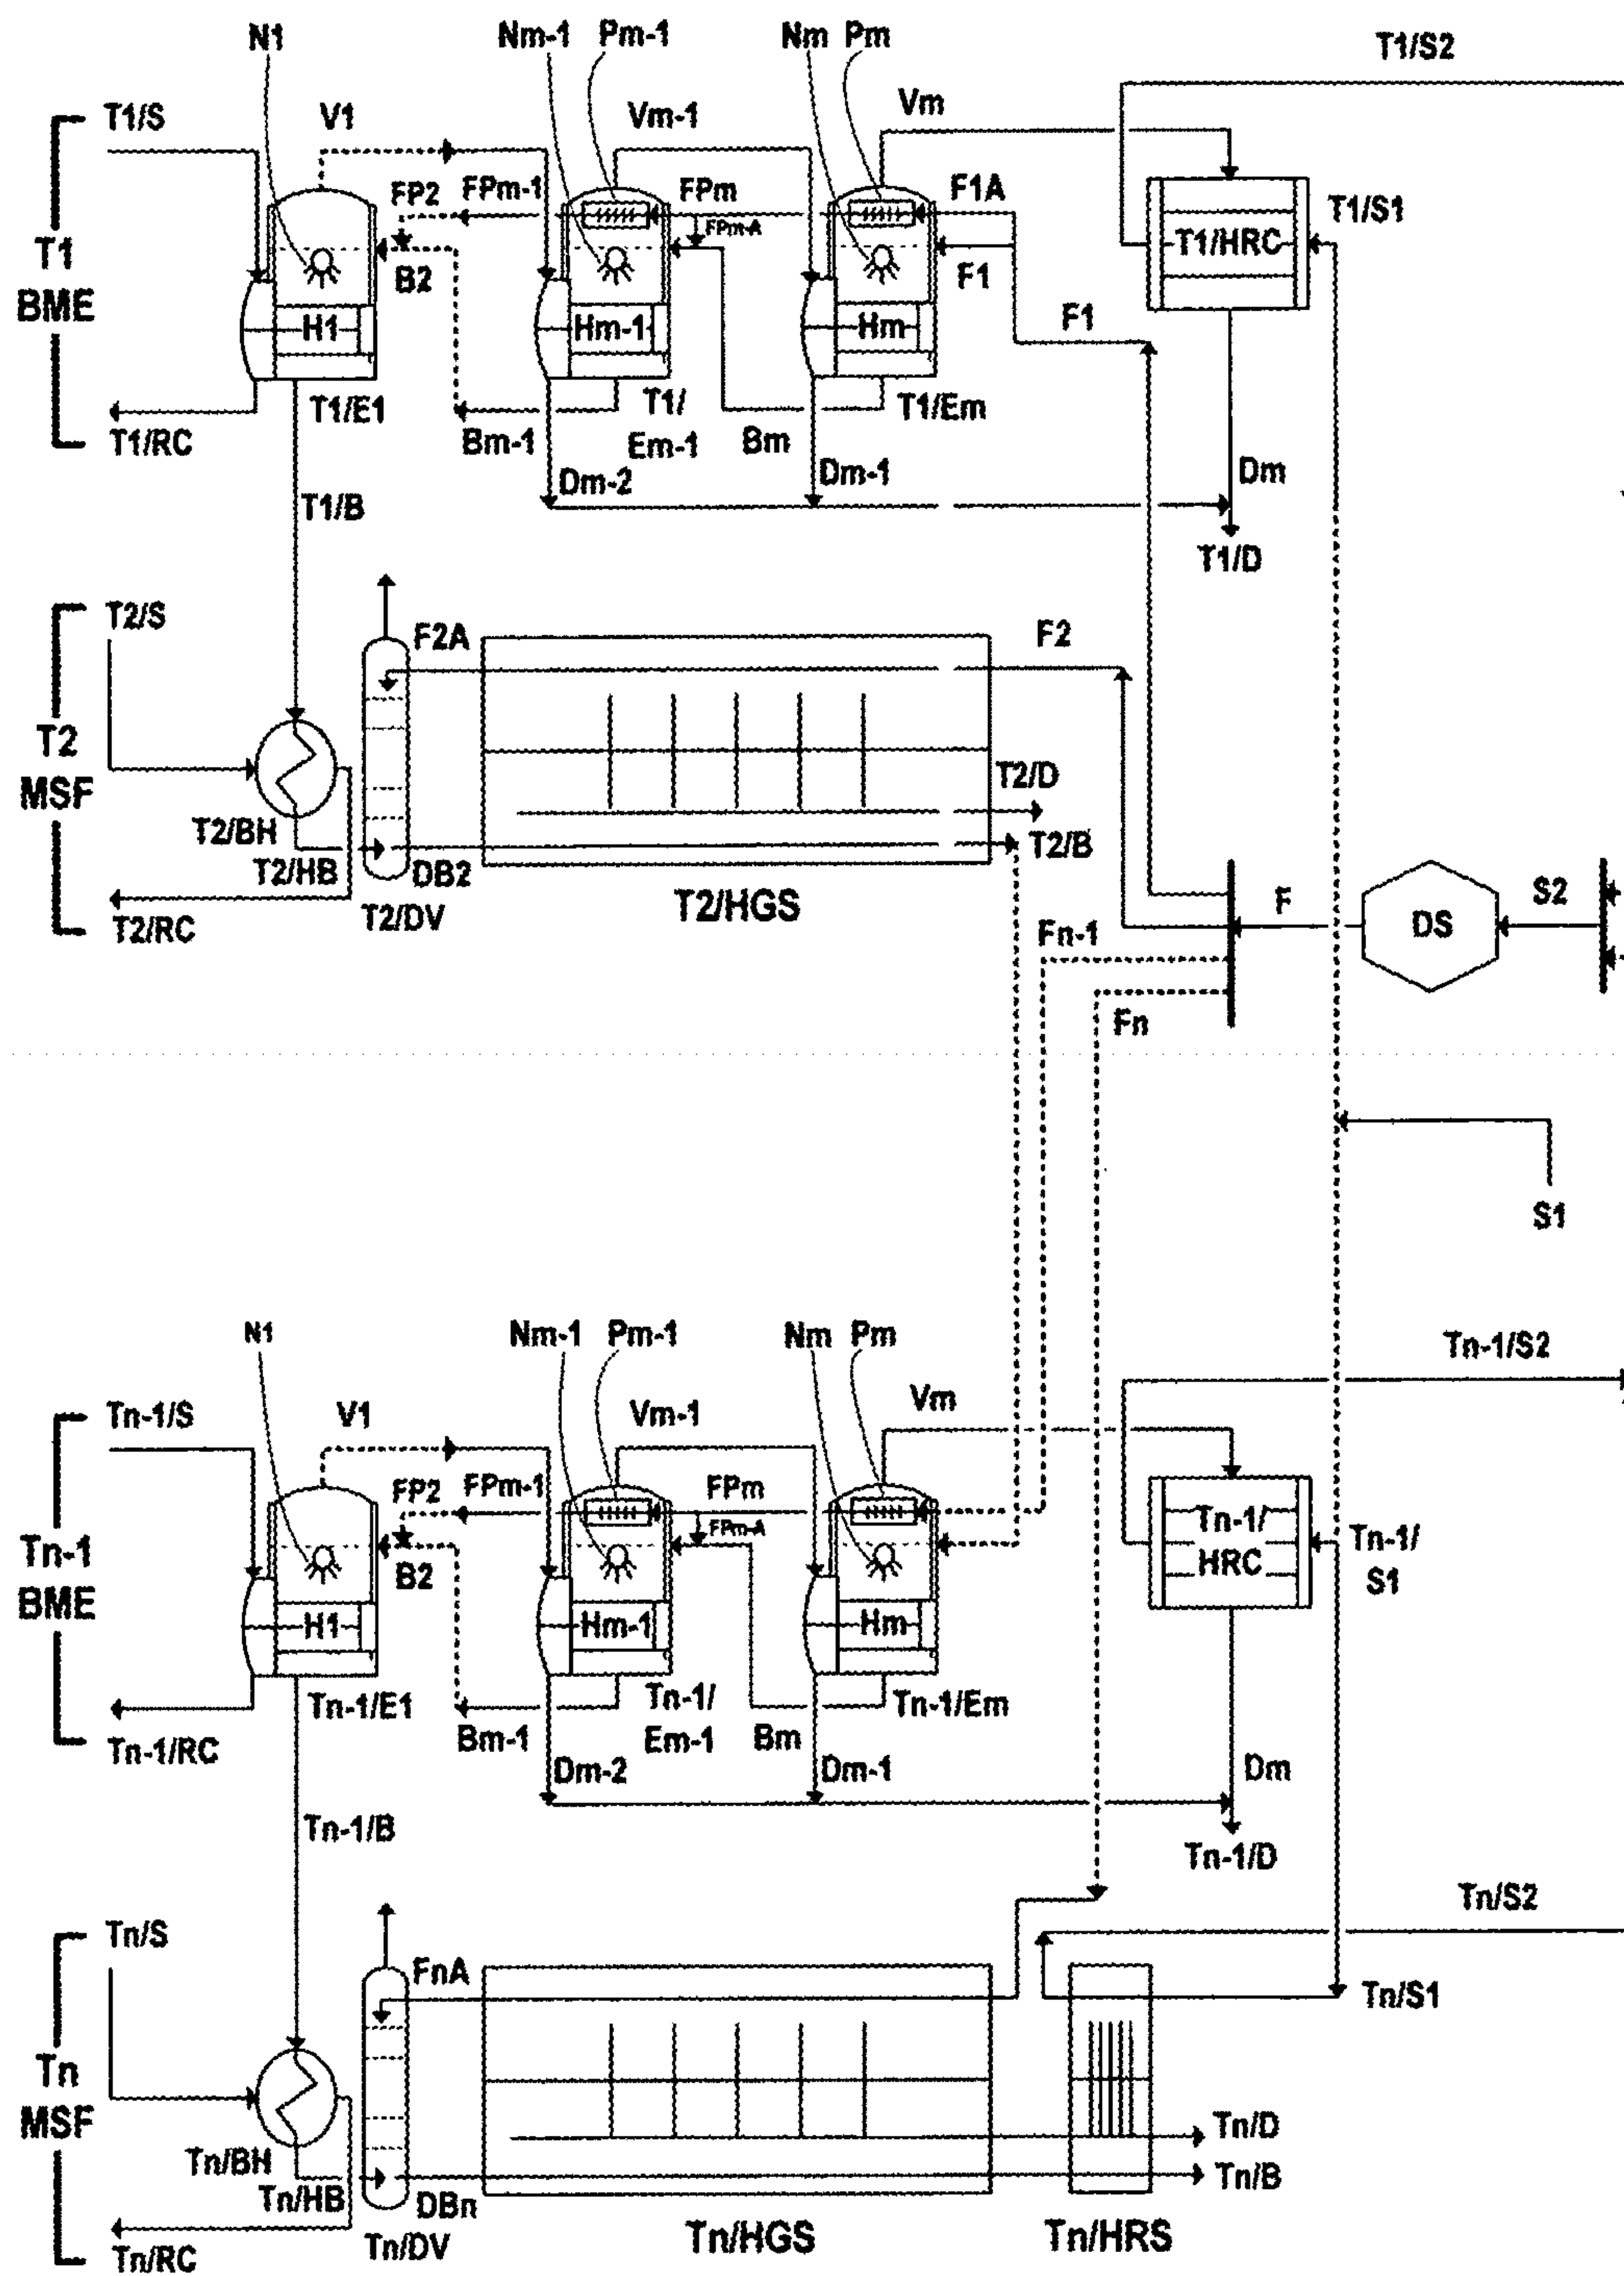 N1
Nm-1
Pm-1
Nm
Pm
T1/S2
T1/S
V1
Vm-1
Vm
FP2
FPm-1
FPm
FPm-A
F1A
T1/S1
T1
BME
B2
F1
T1/HRC
H1
Hm-1
Hm
F1
T1/RC
T1/E1
Bm-1
T1/
Em-1
Bm
T1/Em
Dm-2
Dm-1
Dm
T1/B
T1/D
T2/S
F2A
F2
T2
MSF
T2/D
T2/BH
T2/HB
T2/B
DB2
T2/RC
T2/DV
T2/HGS
Fn-1
F
DS
S2
Fn
S1
N1
Nm-1
Pm-1
Nm
Pm
Tn-1/S2
Tn-1/S
V1
Vm-1
Vm
FP2
FPm-1
FPm
FPm-A
Tn-1
BME
B2
Tn-1/
HRC
Tn-1/
S1
H1
Hm-1
Hm
Tn-1/RC
Tn-1/E1
Bm-1
Tn-1/
Em-1
Bm
Tn-1/Em
Dm-2
Dm-1
Dm
Tn-1/B
Tn-1/D
Tn/S
Tn/S2
FnA
Tn/S1
Tn
MSF
Tn/D
Tn/BH
Tn/HB
Tn/B
DBn
Tn/RC
Tn/DV
Tn/HGS
Tn/HRS